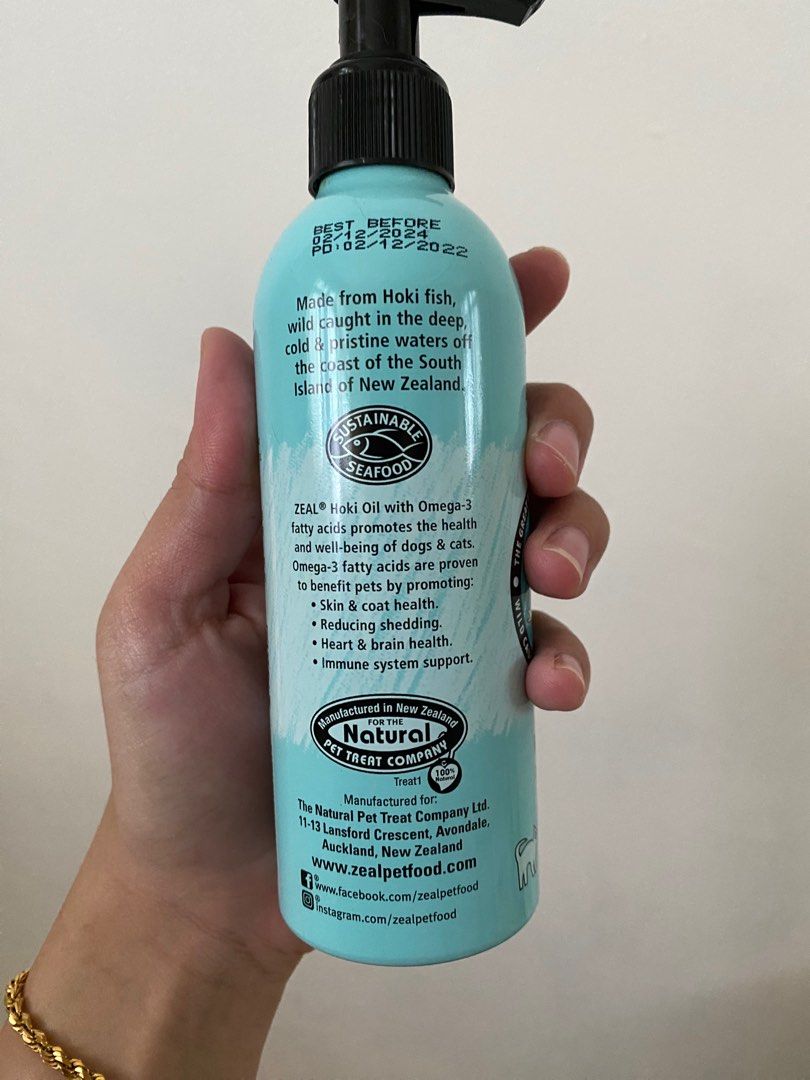 BEST BEFORE
02/12/2024
PD:02/12/2022
Made from Hoki fish,
wild caught in the deep,
cold & pristine waters off
the coast of the South
Island of New Zealand.
SUSTAINABLE
SEAFOOD
ZEAL® Hoki Oil with Omega-3
fatty acids promotes the health
and well-being of dogs & cats.
Omega-3 fatty acids are proven
to benefit pets by promoting:
• Skin & coat health.
• Reducing shedding.
• Heart & brain health.
• Immune system support.
Manufactured in New Zealand
FOR THE
Natural
PET TREAT COMPANY
100%
Natural
Treat1
Manufactured for:
The Natural Pet Treat Company Ltd.
11-13 Lansford Crescent, Avondale,
Auckland, New Zealand
www.zealpetfood.com
®
www.facebook.com/zealpetfood
®
instagram.com/zealpetfood
THE